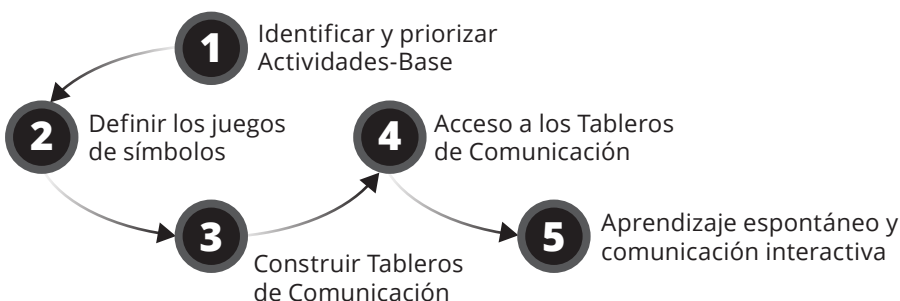 1
Identificar y priorizar
Actividades-Base
2
Definir los juegos
de símbolos
3
Construir Tableros
de Comunicación
4
Acceso a los Tableros
de Comunicación
5
Aprendizaje espontáneo y
comunicación interactiva